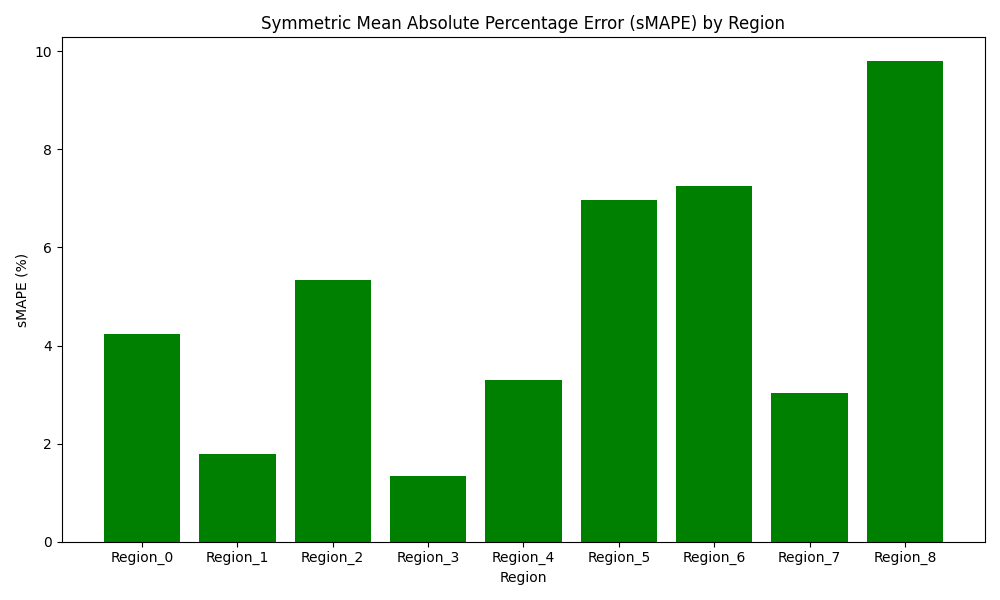 Symmetric Mean Absolute Percentage Error (sMAPE) by Region
10
8
6
4
2
0
sMAPE (%)
Region_0 Region_1 Region_2 Region_3 Region_4 Region_5 Region_6 Region_7 Region_8
Region